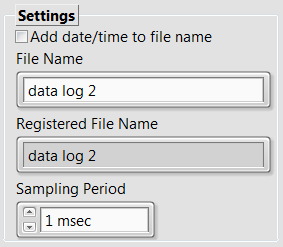 Settings
Add date/time to file name
File Name
data log 2
Registered File Name
data log 2
Sampling Period
1 msec